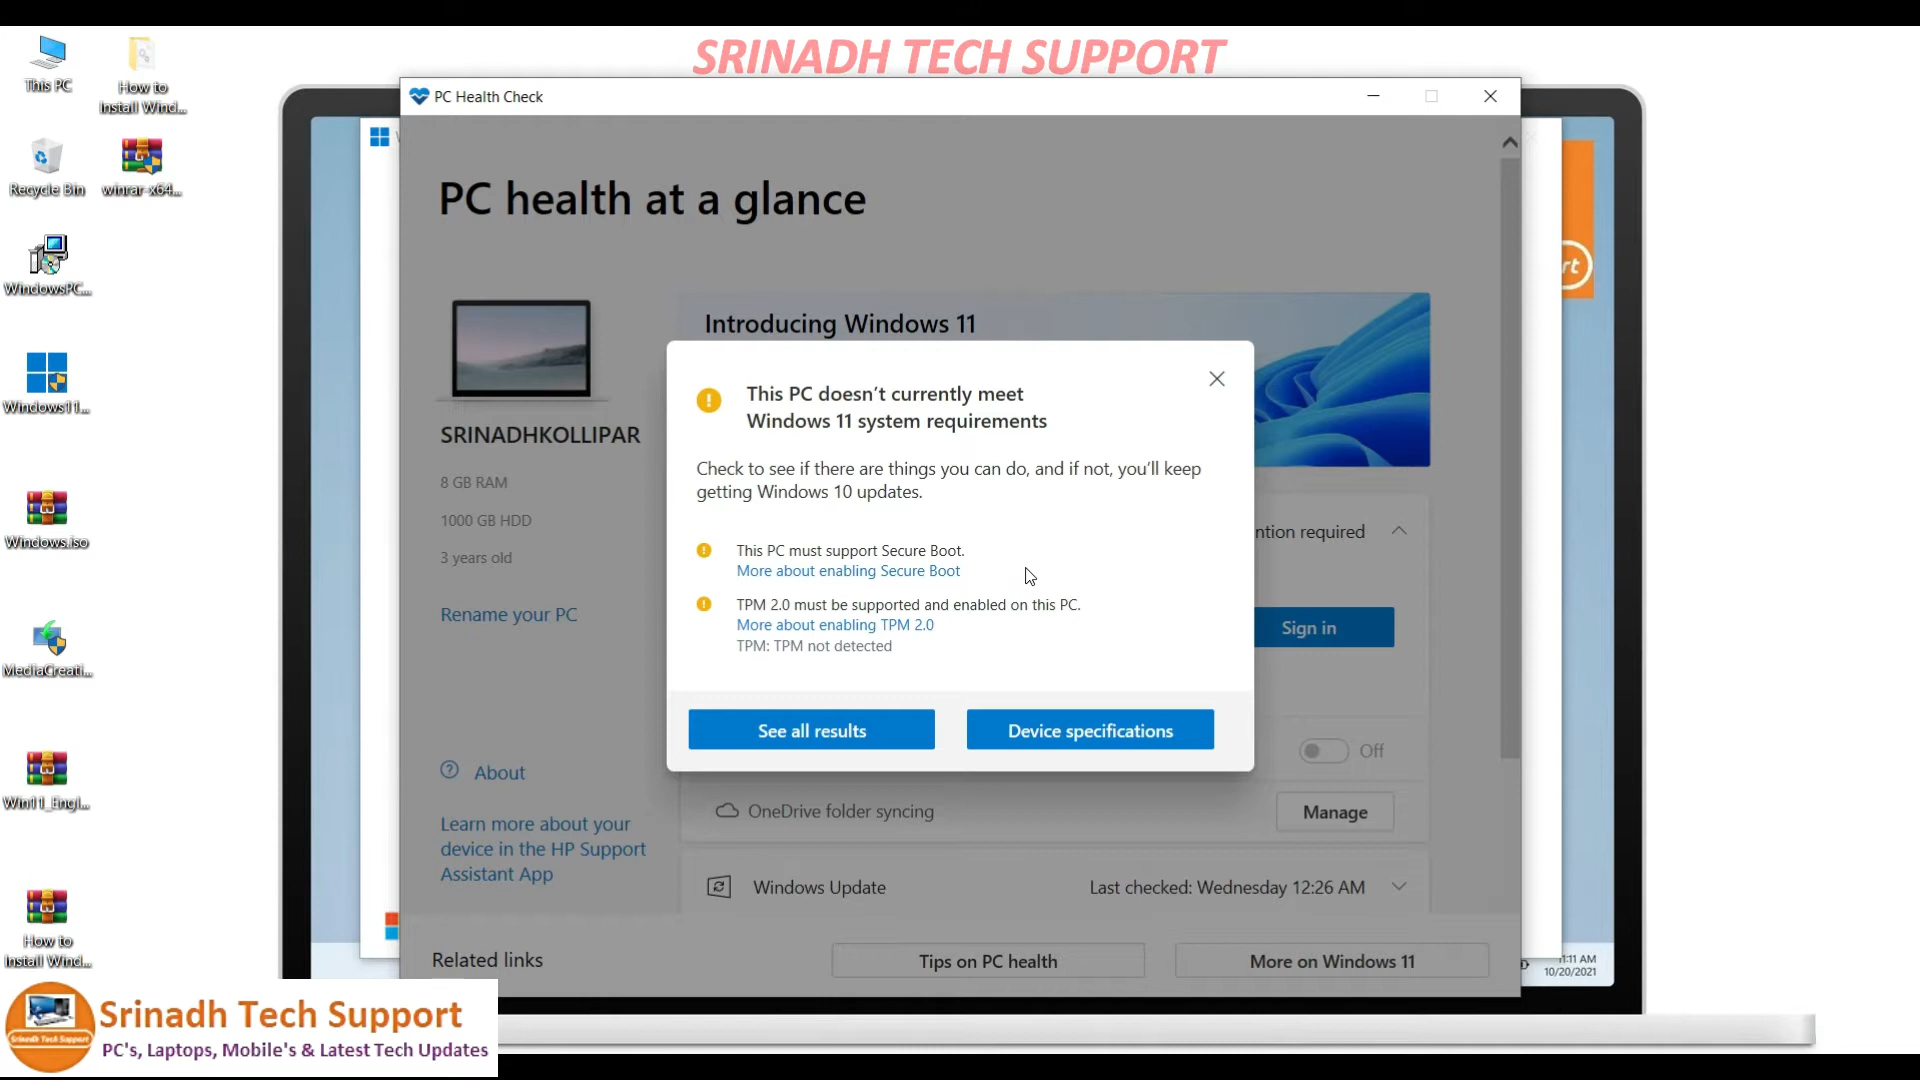 SRINADH TECH SUPPORT
This PC
How to
Install Wind...
PC Health Check
Recycle Bin
winrar-x64...
PC health at a glance
rt
WindowsPC...
Introducing Windows 11
This PC doesn’t currently meet
Windows 11 system requirements
Windows11...
SRINADHKOLLIPAR
Check to see if there are things you can do, and if not, you’ll keep
getting Windows 10 updates.
8 GB RAM
1000 GB HDD
3 years old
ntion required
Windows.iso
This PC must support Secure Boot.
More about enabling Secure Boot
TPM 2.0 must be supported and enabled on this PC.
More about enabling TPM 2.0
TPM: TPM not detected
Rename your PC
Sign in
MediaCreati...
See all results
Device specifications
Off
About
Win11_Engl...
OneDrive folder syncing
Manage
Learn more about your
device in the HP Support
Assistant App
Windows Update
Last checked: Wednesday 12:26 AM
How to
Install Wind...
Related links
Tips on PC health
More on Windows 11
11:11 AM
10/20/2021
Srinadh Tech Support
Srinadh Tech Support
PC's, Laptops, Mobile's & Latest Tech Updates